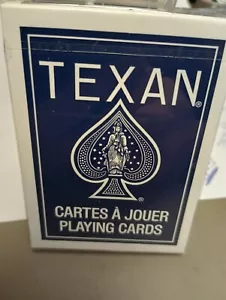 TEXAN®
®
CARTES À JOUER
PLAYING CARDS